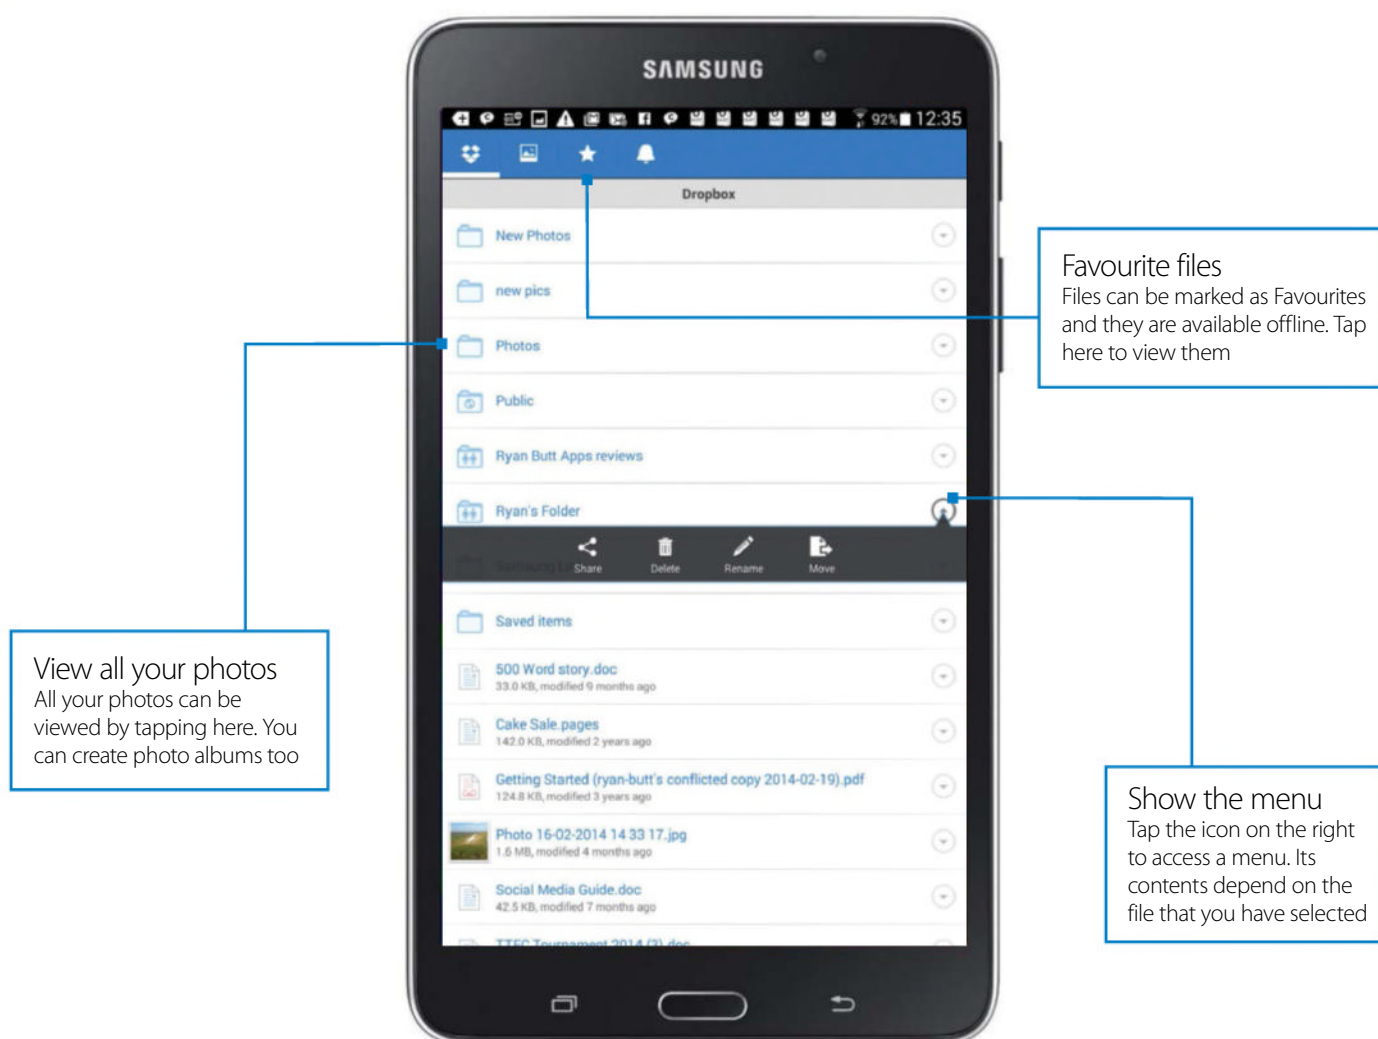 SAMSUNG
92% 12:35
Dropbox
New Photos
new pics
Photos
Public
Ryan Butt Apps reviews
Ryan's Folder
Share Delete Rename Move
Saved items
500 Word story.doc
33.0 KB, modified 9 months ago
Cake Sale.pages
142.0 KB, modified 2 years ago
Getting Started (ryan-butt's conflicted copy 2014-02-19).pdf
124.8 KB, modified 3 years ago
Photo 16-02-2014 14 33 17.jpg
1.6 MB, modified 4 months ago
Social Media Guide.doc
42.5 KB, modified 7 months ago
TTFC Tournament 2014 (3).doc
Favourite files
Files can be marked as Favourites
and they are available offline. Tap
here to view them
View all your photos
All your photos can be
viewed by tapping here. You
can create photo albums too
Show the menu
Tap the icon on the right
to access a menu. Its
contents depend on the
file that you have selected